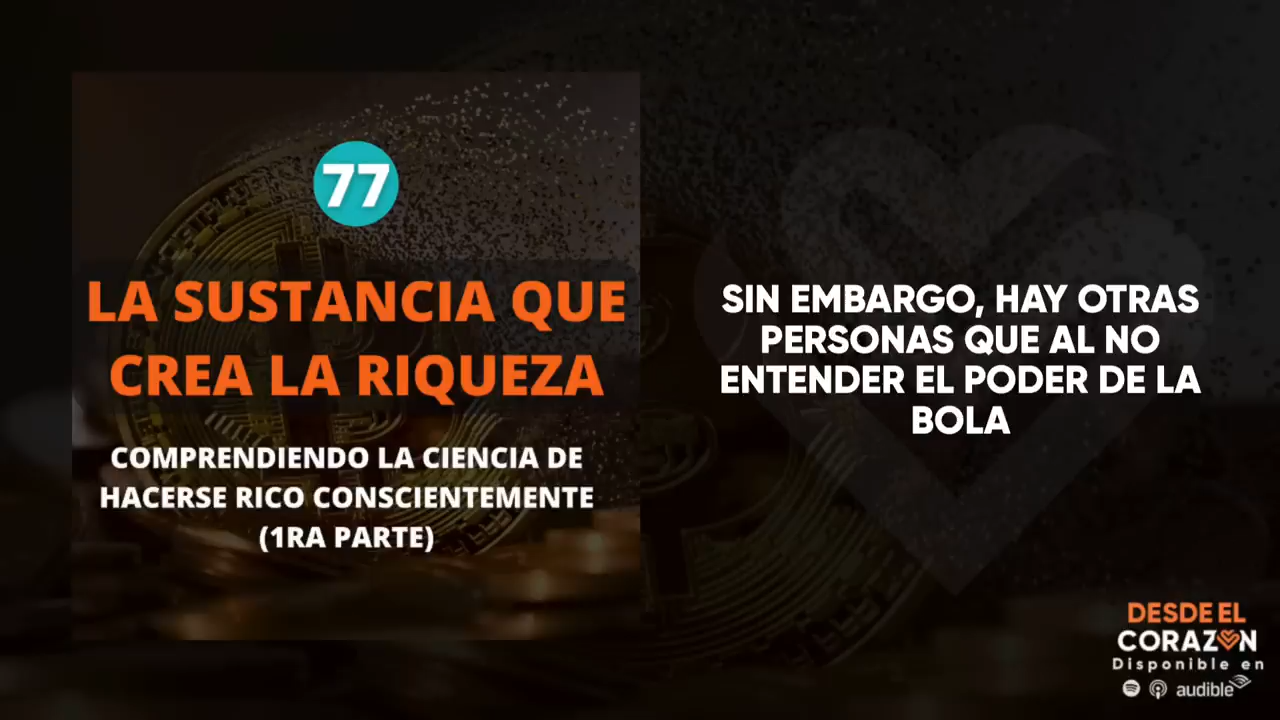 77
LA SUSTANCIA QUE
CREA LA RIQUEZA
COMPRENDIENDO LA CIENCIA DE
HACERSE RICO CONSCIENTEMENTE
(1RA PARTE)
SIN EMBARGO, HAY OTRAS
PERSONAS QUE AL NO
ENTENDER EL PODER DE LA
BOLA
DESDE EL
CORAZÓN
Disponible en
audible